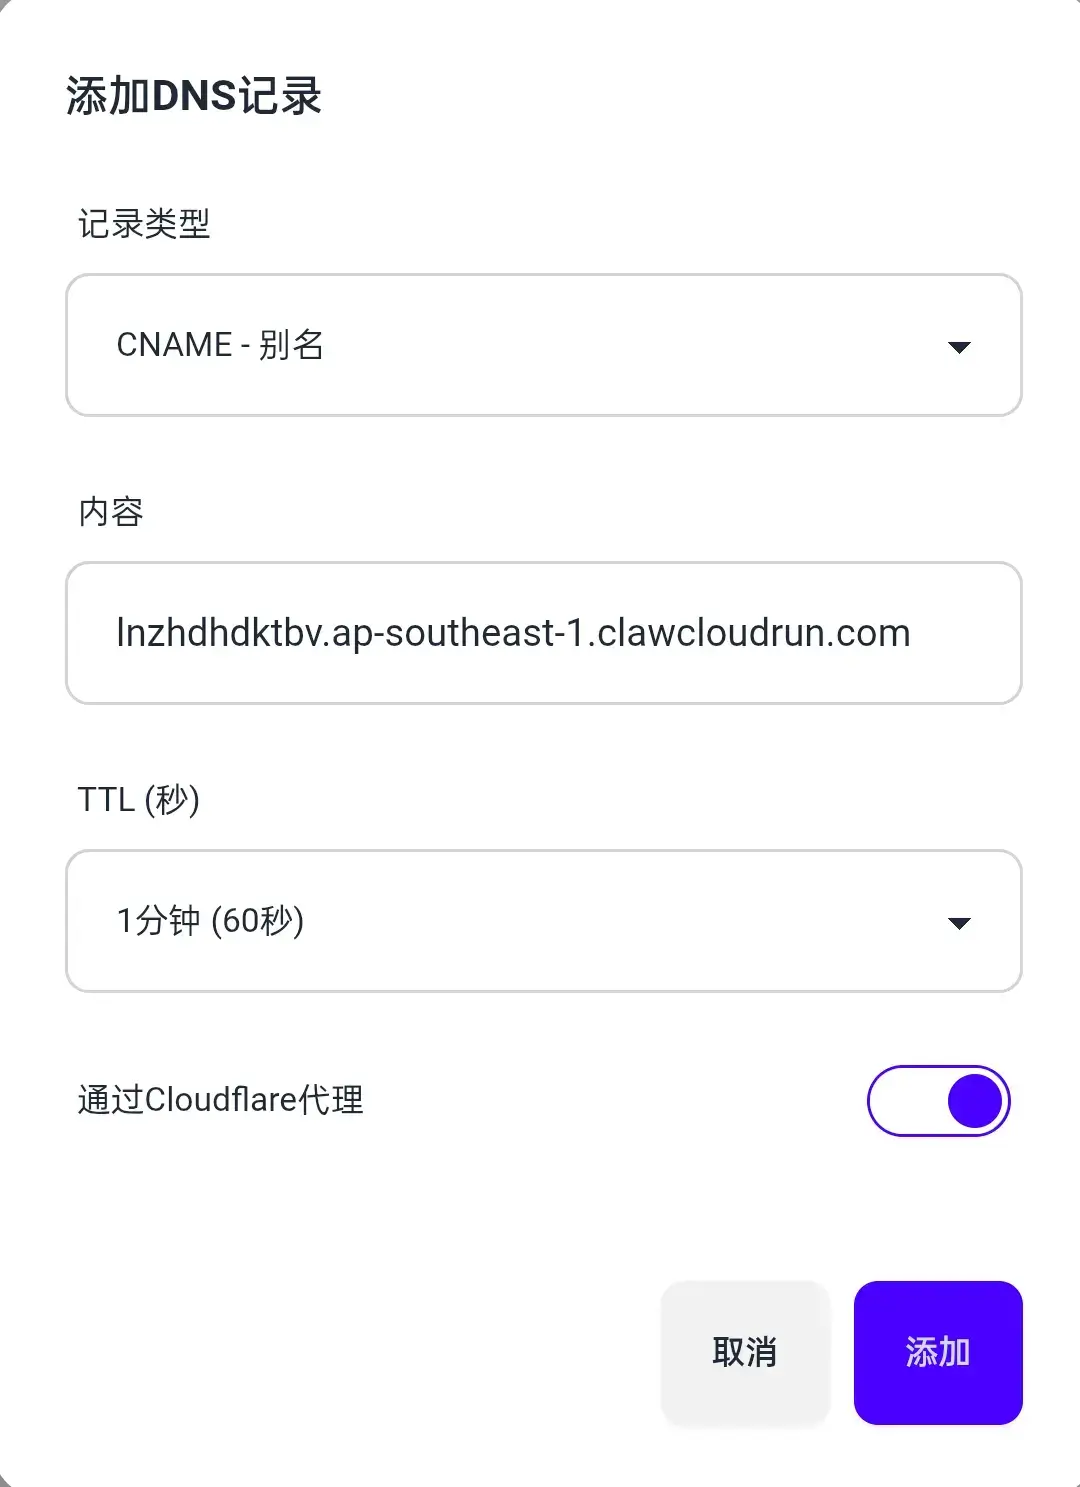 添加DNS记录
记录类型
CNAME - 别名
内容
lnzhdhdktbv.ap-southeast-1.clawcloudrun.com
TTL (秒)
1分钟 (60秒)
通过Cloudflare代理
取消
添加